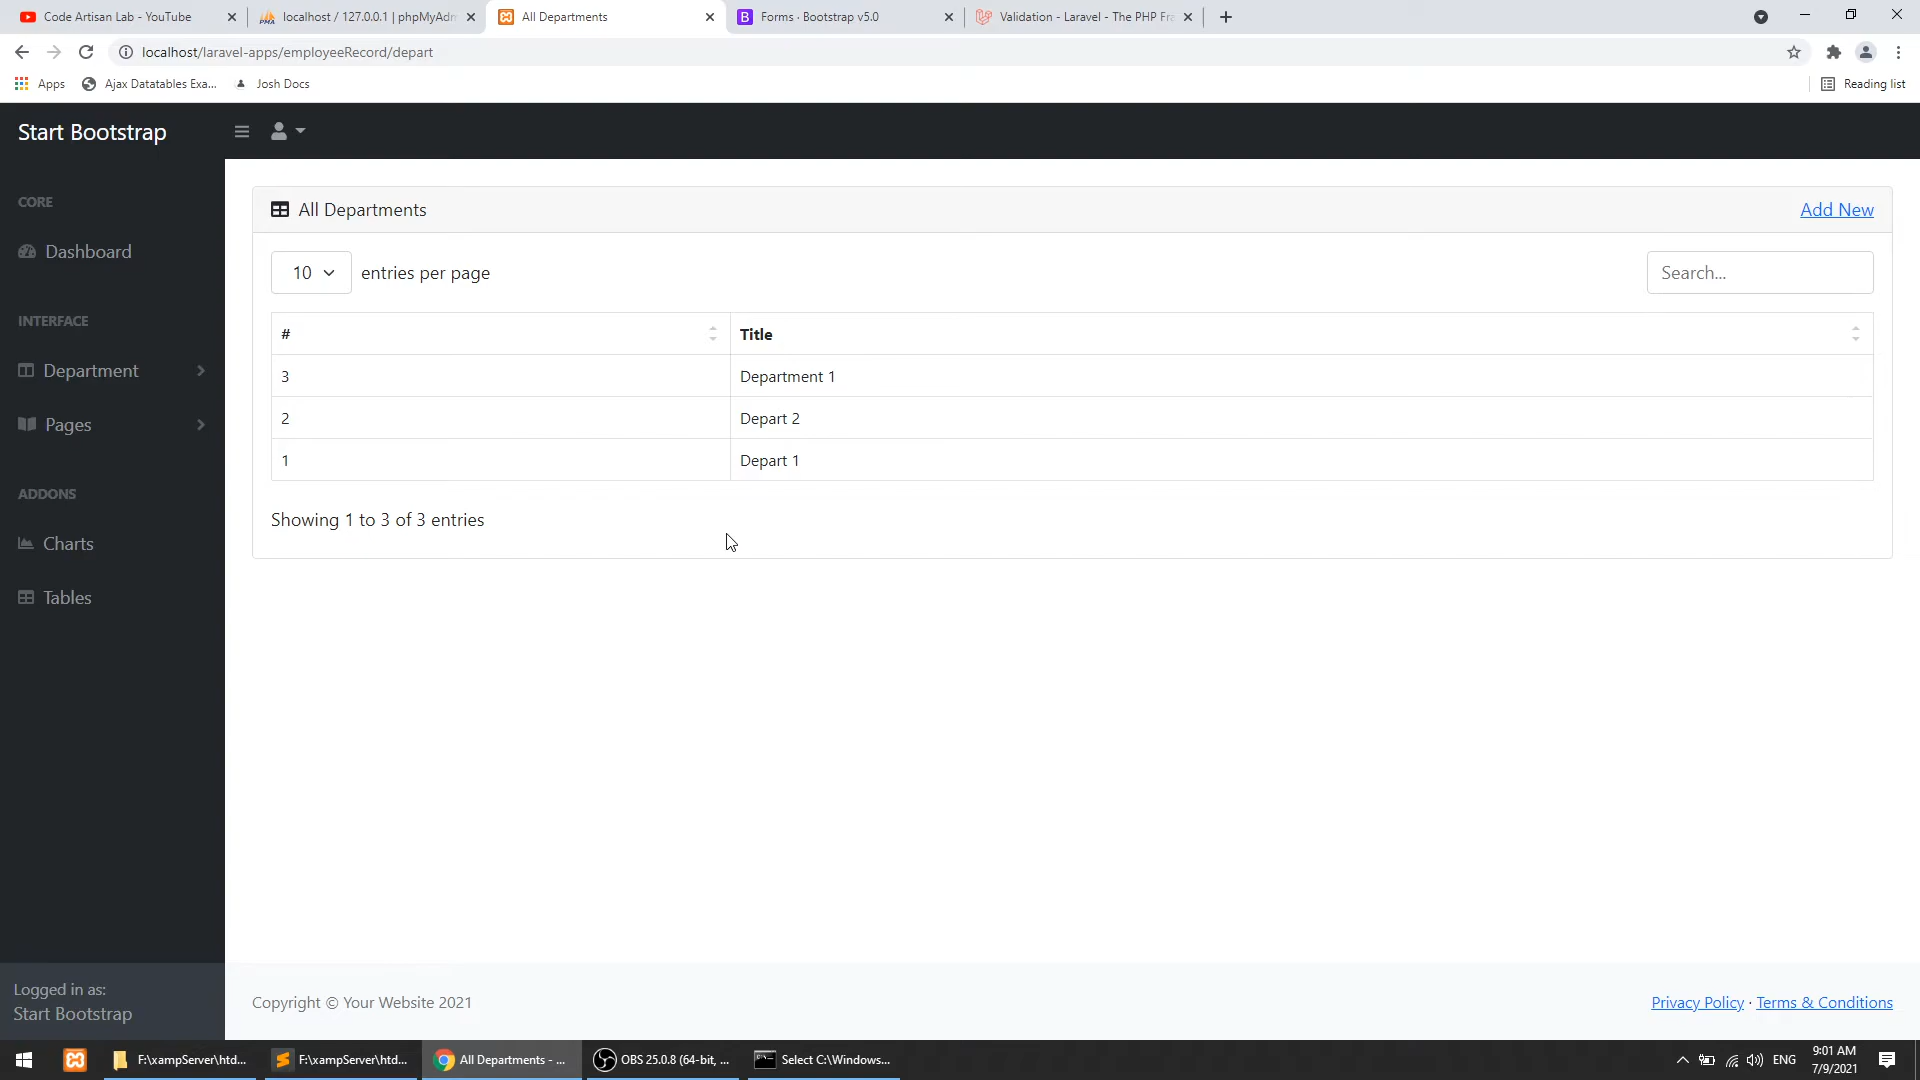 Code Artisan Lab - YouTube
localhost / 127.0.0.1 | phpMyAdm
All Departments
Forms · Bootstrap v5.0
Validation - Laravel - The PHP Fra
localhost/laravel-apps/employeeRecord/depart
Apps
Ajax Datatables Exa...
Josh Docs
Reading list
Start Bootstrap
CORE
Dashboard
INTERFACE
Department
Pages
ADDONS
Charts
Tables
Logged in as:
Start Bootstrap
All Departments
Add New
10
entries per page
Search...
# Title
3 Department 1
2 Depart 2
1 Depart 1
Showing 1 to 3 of 3 entries
Copyright © Your Website 2021
Privacy Policy · Terms & Conditions
F:\xampServer\htd...
F:\xampServer\htd...
All Departments - ...
OBS 25.0.8 (64-bit, ...
Select C:\Windows...
ENG
9:01 AM
7/9/2021